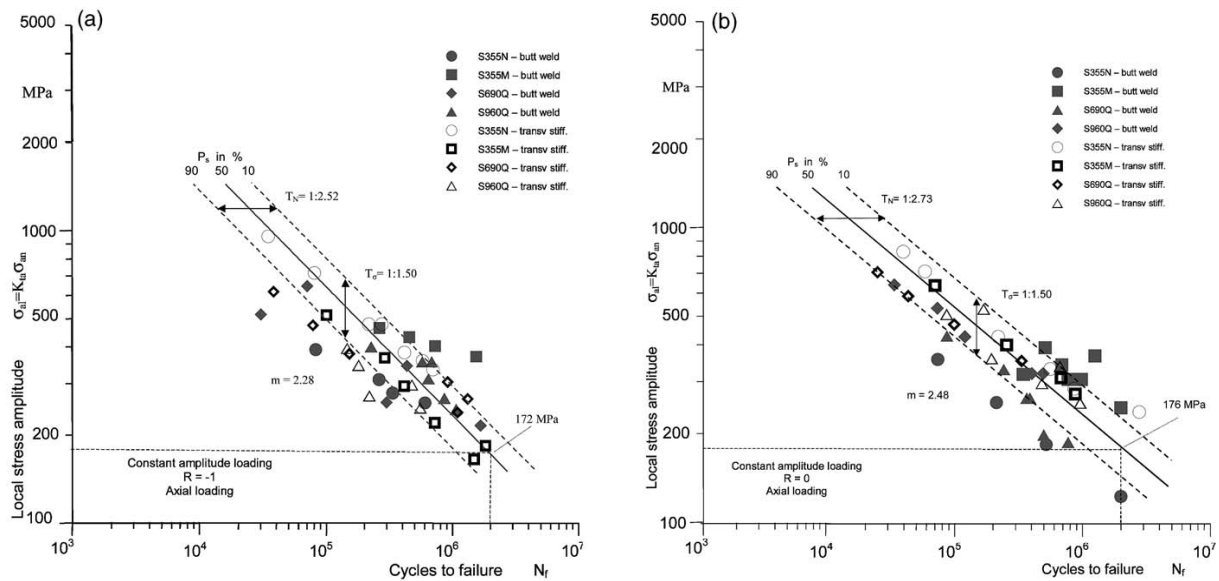 (a)
5000
MPa
2000
1000
500
200
100
Local stress amplitude σal=Ktaσan
S355N – butt weld
S355M – butt weld
S690Q – butt weld
S960Q – butt weld
S355N – transv stiff.
S355M – transv stiff.
S690Q – transv stiff.
S960Q – transv stiff.
Ps in %
90 50 10
TN= 1:2.52
Tσ= 1:1.50
m = 2.28
172 MPa
Constant amplitude loading
R = -1
Axial loading
10³ 10⁴ 10⁵ 10⁶ 10⁷
Cycles to failure Nf
(b)
5000
MPa
2000
1000
500
200
100
Local stress amplitude σal=Ktaσan
S355N – butt weld
S355M – butt weld
S690Q – butt weld
S960Q – butt weld
S355N – transv stiff.
S355M – transv stiff.
S690Q – transv stiff.
S960Q – transv stiff.
Ps in %
90 50 10
TN= 1:2.73
Tσ= 1:1.50
m = 2.48
176 MPa
Constant amplitude loading
R = 0
Axial loading
10³ 10⁴ 10⁵ 10⁶ 10⁷
Cycles to failure Nf